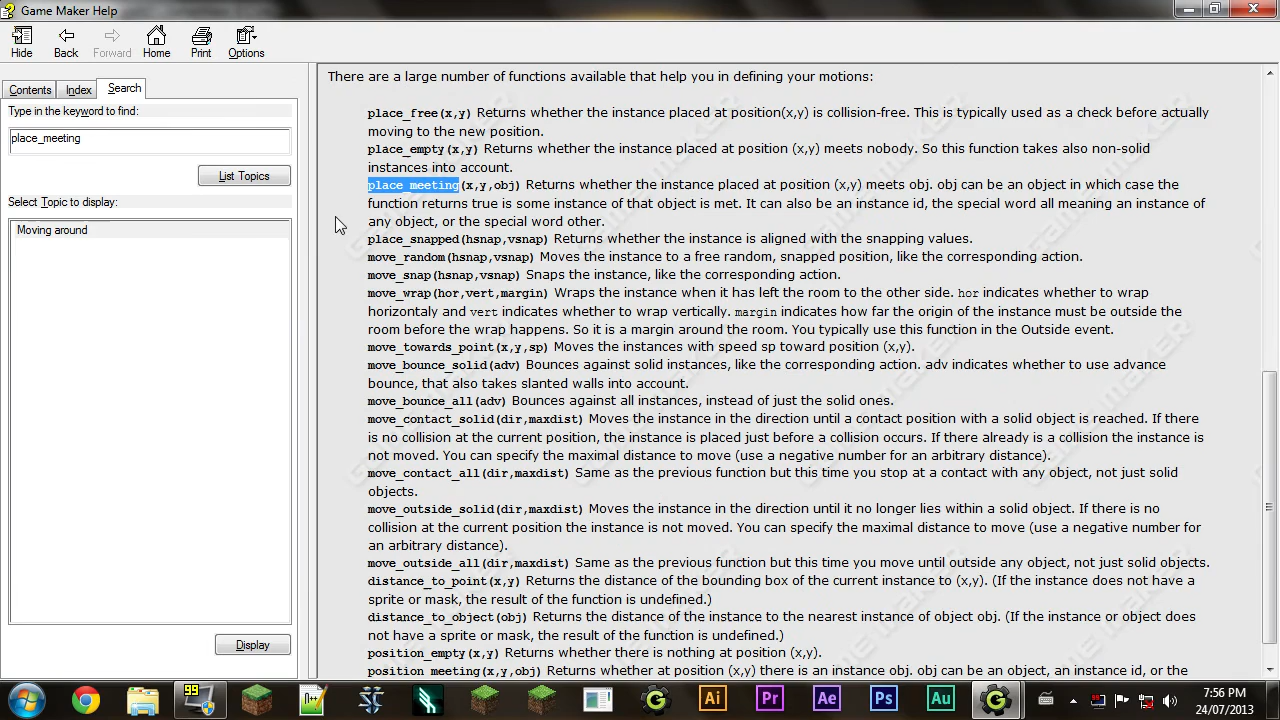 Game Maker Help
Hide
Back
Forward
Home
Print
Options
Contents
Index
Search
Type in the keyword to find:
place_meeting
List Topics
Select Topic to display:
Moving around
Display
There are a large number of functions available that help you in defining your motions:
place_free(x,y) Returns whether the instance placed at position(x,y) is collision-free. This is typically used as a check before actually
moving to the new position.
place_empty(x,y) Returns whether the instance placed at position (x,y) meets nobody. So this function takes also non-solid
instances into account.
place_meeting(x,y,obj) Returns whether the instance placed at position (x,y) meets obj. obj can be an object in which case the
function returns true is some instance of that object is met. It can also be an instance id, the special word all meaning an instance of
any object, or the special word other.
place_snapped(hsnap,vsnap) Returns whether the instance is aligned with the snapping values.
move_random(hsnap,vsnap) Moves the instance to a free random, snapped position, like the corresponding action.
move_snap(hsnap,vsnap) Snaps the instance, like the corresponding action.
move_wrap(hor,vert,margin) Wraps the instance when it has left the room to the other side. hor indicates whether to wrap
horizontaly and vert indicates whether to wrap vertically. margin indicates how far the origin of the instance must be outside the
room before the wrap happens. So it is a margin around the room. You typically use this function in the Outside event.
move_towards_point(x,y,sp) Moves the instances with speed sp toward position (x,y).
move_bounce_solid(adv) Bounces against solid instances, like the corresponding action. adv indicates whether to use advance
bounce, that also takes slanted walls into account.
move_bounce_all(adv) Bounces against all instances, instead of just the solid ones.
move_contact_solid(dir,maxdist) Moves the instance in the direction until a contact position with a solid object is reached. If there
is no collision at the current position, the instance is placed just before a collision occurs. If there already is a collision the instance is
not moved. You can specify the maximal distance to move (use a negative number for an arbitrary distance).
move_contact_all(dir,maxdist) Same as the previous function but this time you stop at a contact with any object, not just solid
objects.
move_outside_solid(dir,maxdist) Moves the instance in the direction until it no longer lies within a solid object. If there is no
collision at the current position the instance is not moved. You can specify the maximal distance to move (use a negative number for
an arbitrary distance).
move_outside_all(dir,maxdist) Same as the previous function but this time you move until outside any object, not just solid objects.
distance_to_point(x,y) Returns the distance of the bounding box of the current instance to (x,y). (If the instance does not have a
sprite or mask, the result of the function is undefined.)
distance_to_object(obj) Returns the distance of the instance to the nearest instance of object obj. (If the instance or object does
not have a sprite or mask, the result of the function is undefined.)
position_empty(x,y) Returns whether there is nothing at position (x,y).
position_meeting(x,y,obj) Returns whether at position (x,y) there is an instance obj. obj can be an object, an instance id, or the
99
Ai
Pr
Ae
Ps
Au
7:56 PM
24/07/2013